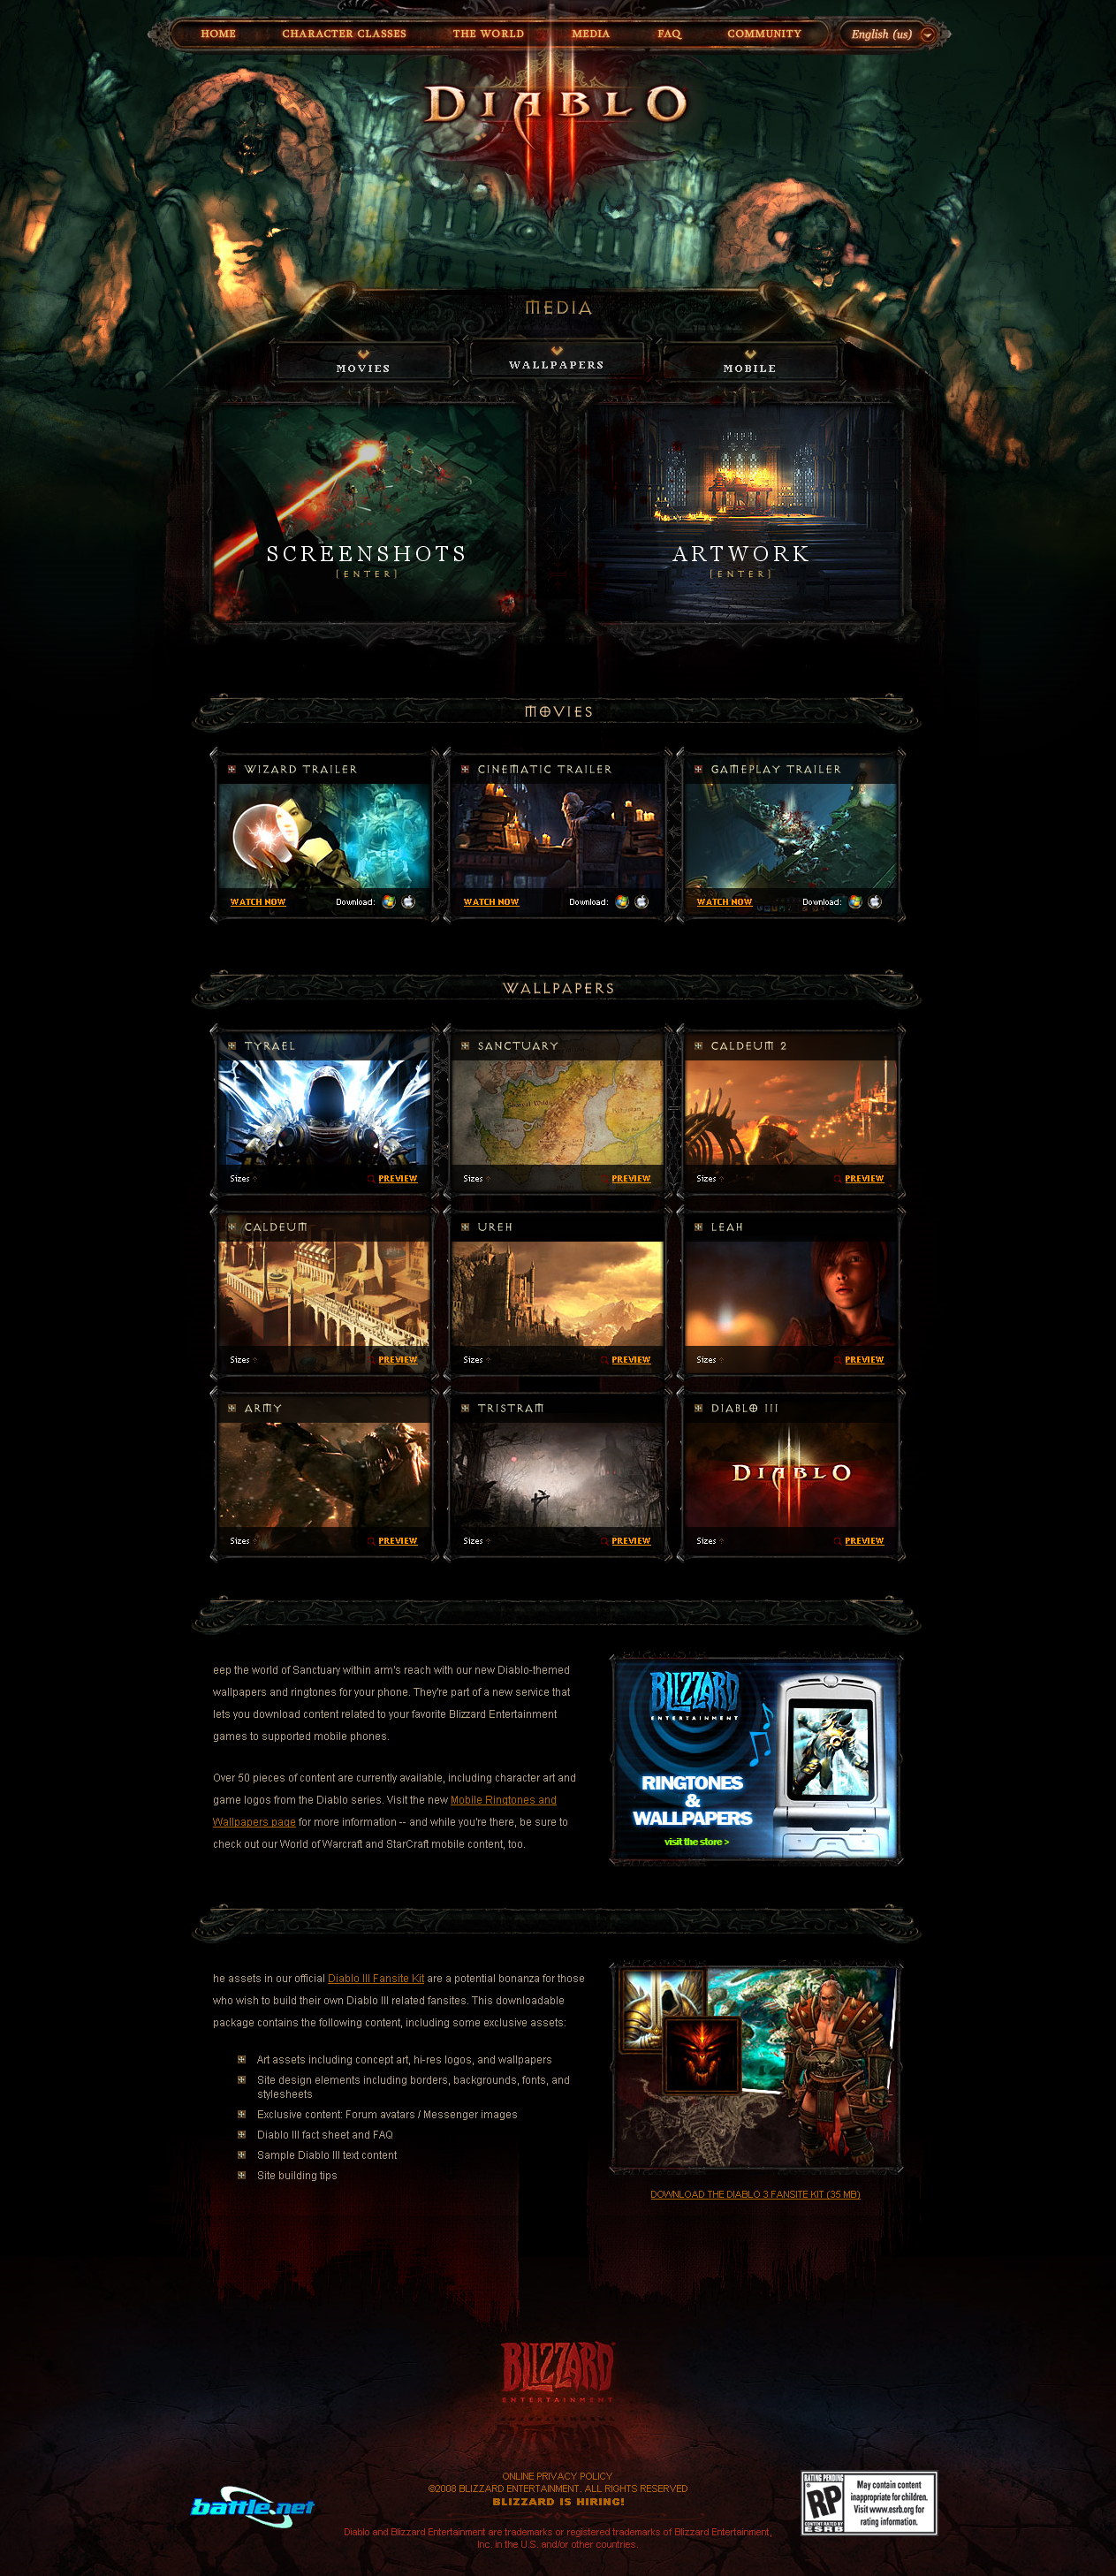 HOME CHARACTER CLASSES THE WORLD MEDIA FAQ COMMUNITY English (us)
DIABLO
MEDIA
MOVIES WALLPAPERS MOBILE
SCREENSHOTS
[ENTER]
ARTWORK
[ENTER]
MOVIES
WIZARD TRAILER
WATCH NOW Download:
CINEMATIC TRAILER
WATCH NOW Download:
GAMEPLAY TRAILER
WATCH NOW Download:
WALLPAPERS
TYRAEL
Sizes PREVIEW
SANCTUARY
Sizes PREVIEW
CALDEUM 2
Sizes PREVIEW
CALDEUM
Sizes PREVIEW
UREH
Sizes PREVIEW
LEAH
Sizes PREVIEW
ARMY
Sizes PREVIEW
TRISTRAM
Sizes PREVIEW
DIABLO III
DIABLO
Sizes PREVIEW
eep the world of Sanctuary within arm's reach with our new Diablo-themed
wallpapers and ringtones for your phone. They're part of a new service that
lets you download content related to your favorite Blizzard Entertainment
games to supported mobile phones.
Over 50 pieces of content are currently available, including character art and
game logos from the Diablo series. Visit the new Mobile Ringtones and
Wallpapers page for more information -- and while you're there, be sure to
check out our World of Warcraft and StarCraft mobile content, too.
BLIZZARD
ENTERTAINMENT
RINGTONES
&
WALLPAPERS
visit the store >
he assets in our official Diablo III Fansite Kit are a potential bonanza for those
who wish to build their own Diablo III related fansites. This downloadable
package contains the following content, including some exclusive assets:
Art assets including concept art, hi-res logos, and wallpapers
Site design elements including borders, backgrounds, fonts, and
stylesheets
Exclusive content: Forum avatars / Messenger images
Diablo III fact sheet and FAQ
Sample Diablo III text content
Site building tips
DOWNLOAD THE DIABLO 3 FANSITE KIT (35 MB)
BLIZZARD
ENTERTAINMENT
battle.net
ONLINE PRIVACY POLICY
©2008 BLIZZARD ENTERTAINMENT. ALL RIGHTS RESERVED
BLIZZARD IS HIRING!
Diablo and Blizzard Entertainment are trademarks or registered trademarks of Blizzard Entertainment,
Inc. in the U.S. and/or other countries.
RATING PENDING
RP
CONTENT RATED BY
ESRB
May contain content
inappropriate for children.
Visit www.esrb.org for
rating information.